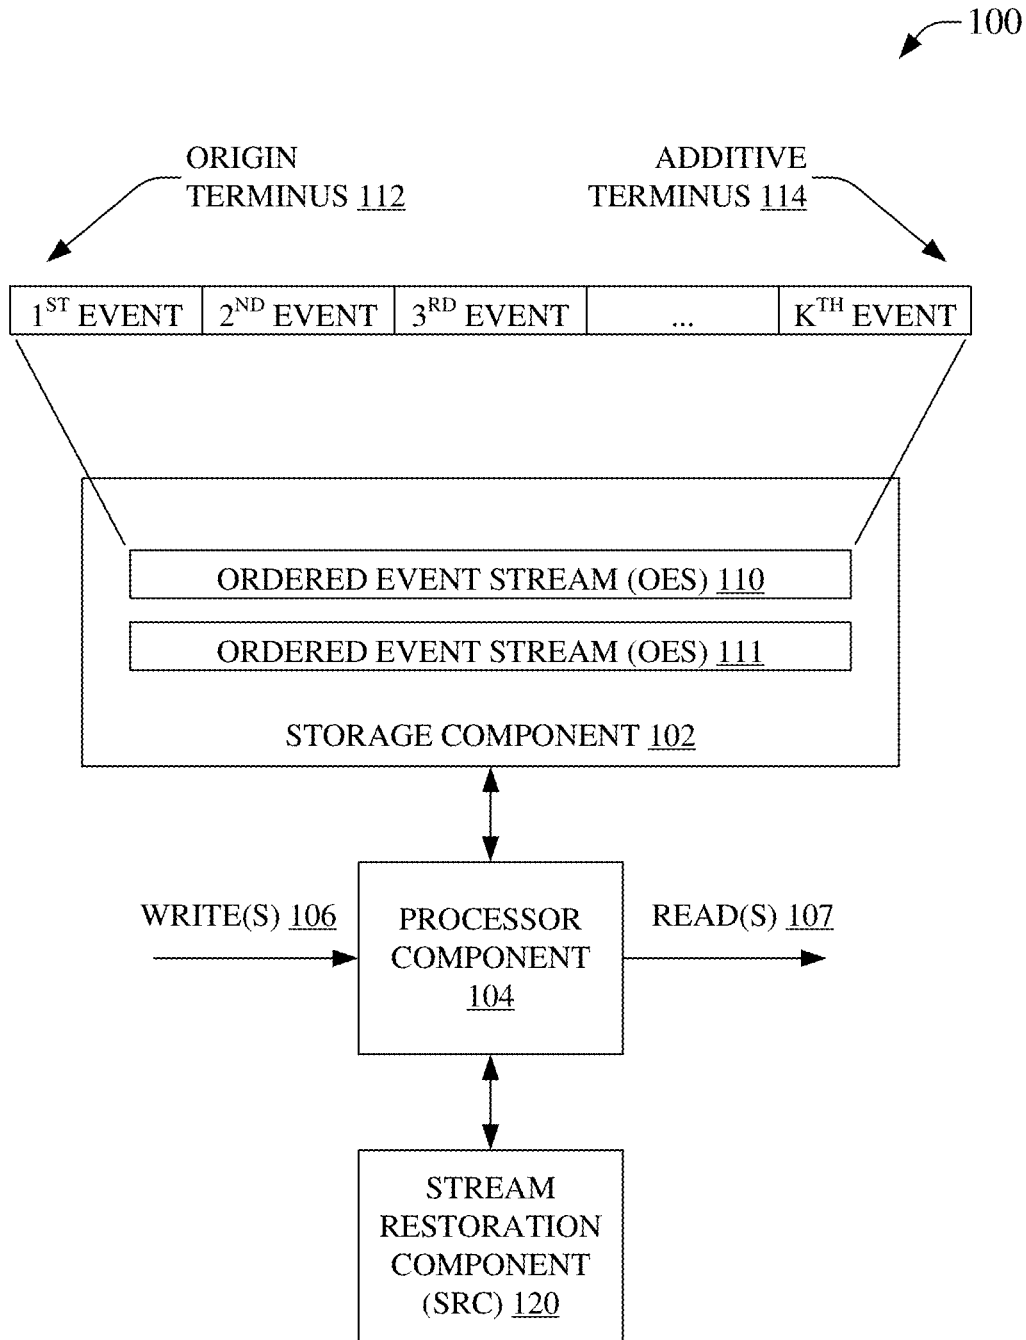 100
ORIGIN
TERMINUS 112
ADDITIVE
TERMINUS 114
1ST EVENT
2ND EVENT
3RD EVENT
...
KTH EVENT
ORDERED EVENT STREAM (OES) 110
ORDERED EVENT STREAM (OES) 111
STORAGE COMPONENT 102
WRITE(S) 106
PROCESSOR
COMPONENT
104
READ(S) 107
STREAM
RESTORATION
COMPONENT
(SRC) 120